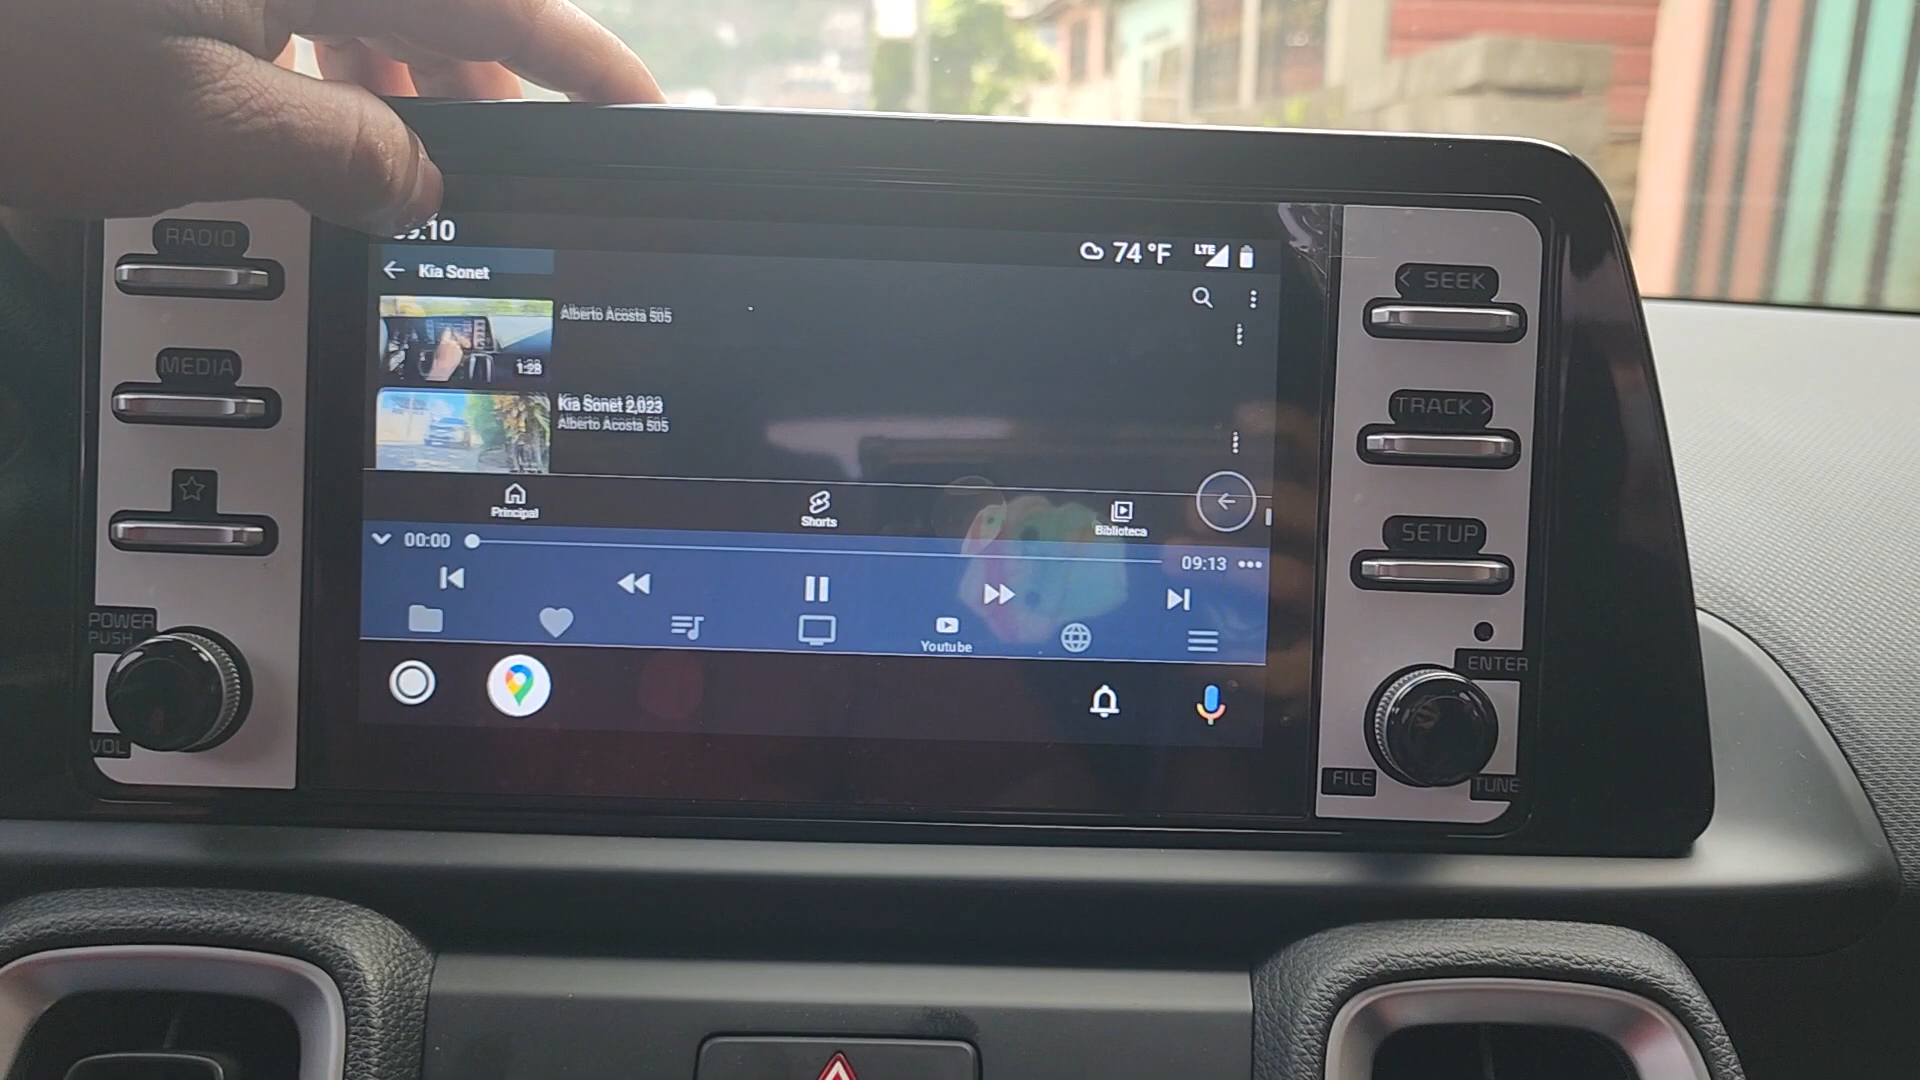 RADIO
MEDIA
POWER
PUSH
VOL
74 °F
LTE
Kia Sonet
Alberto Acosta 505
1:28
Kia Sonet 2,023
Alberto Acosta 505
Principal
Shorts
Biblioteca
00:00
09:13
Youtube
< SEEK
TRACK >
SETUP
ENTER
FILE
TUNE